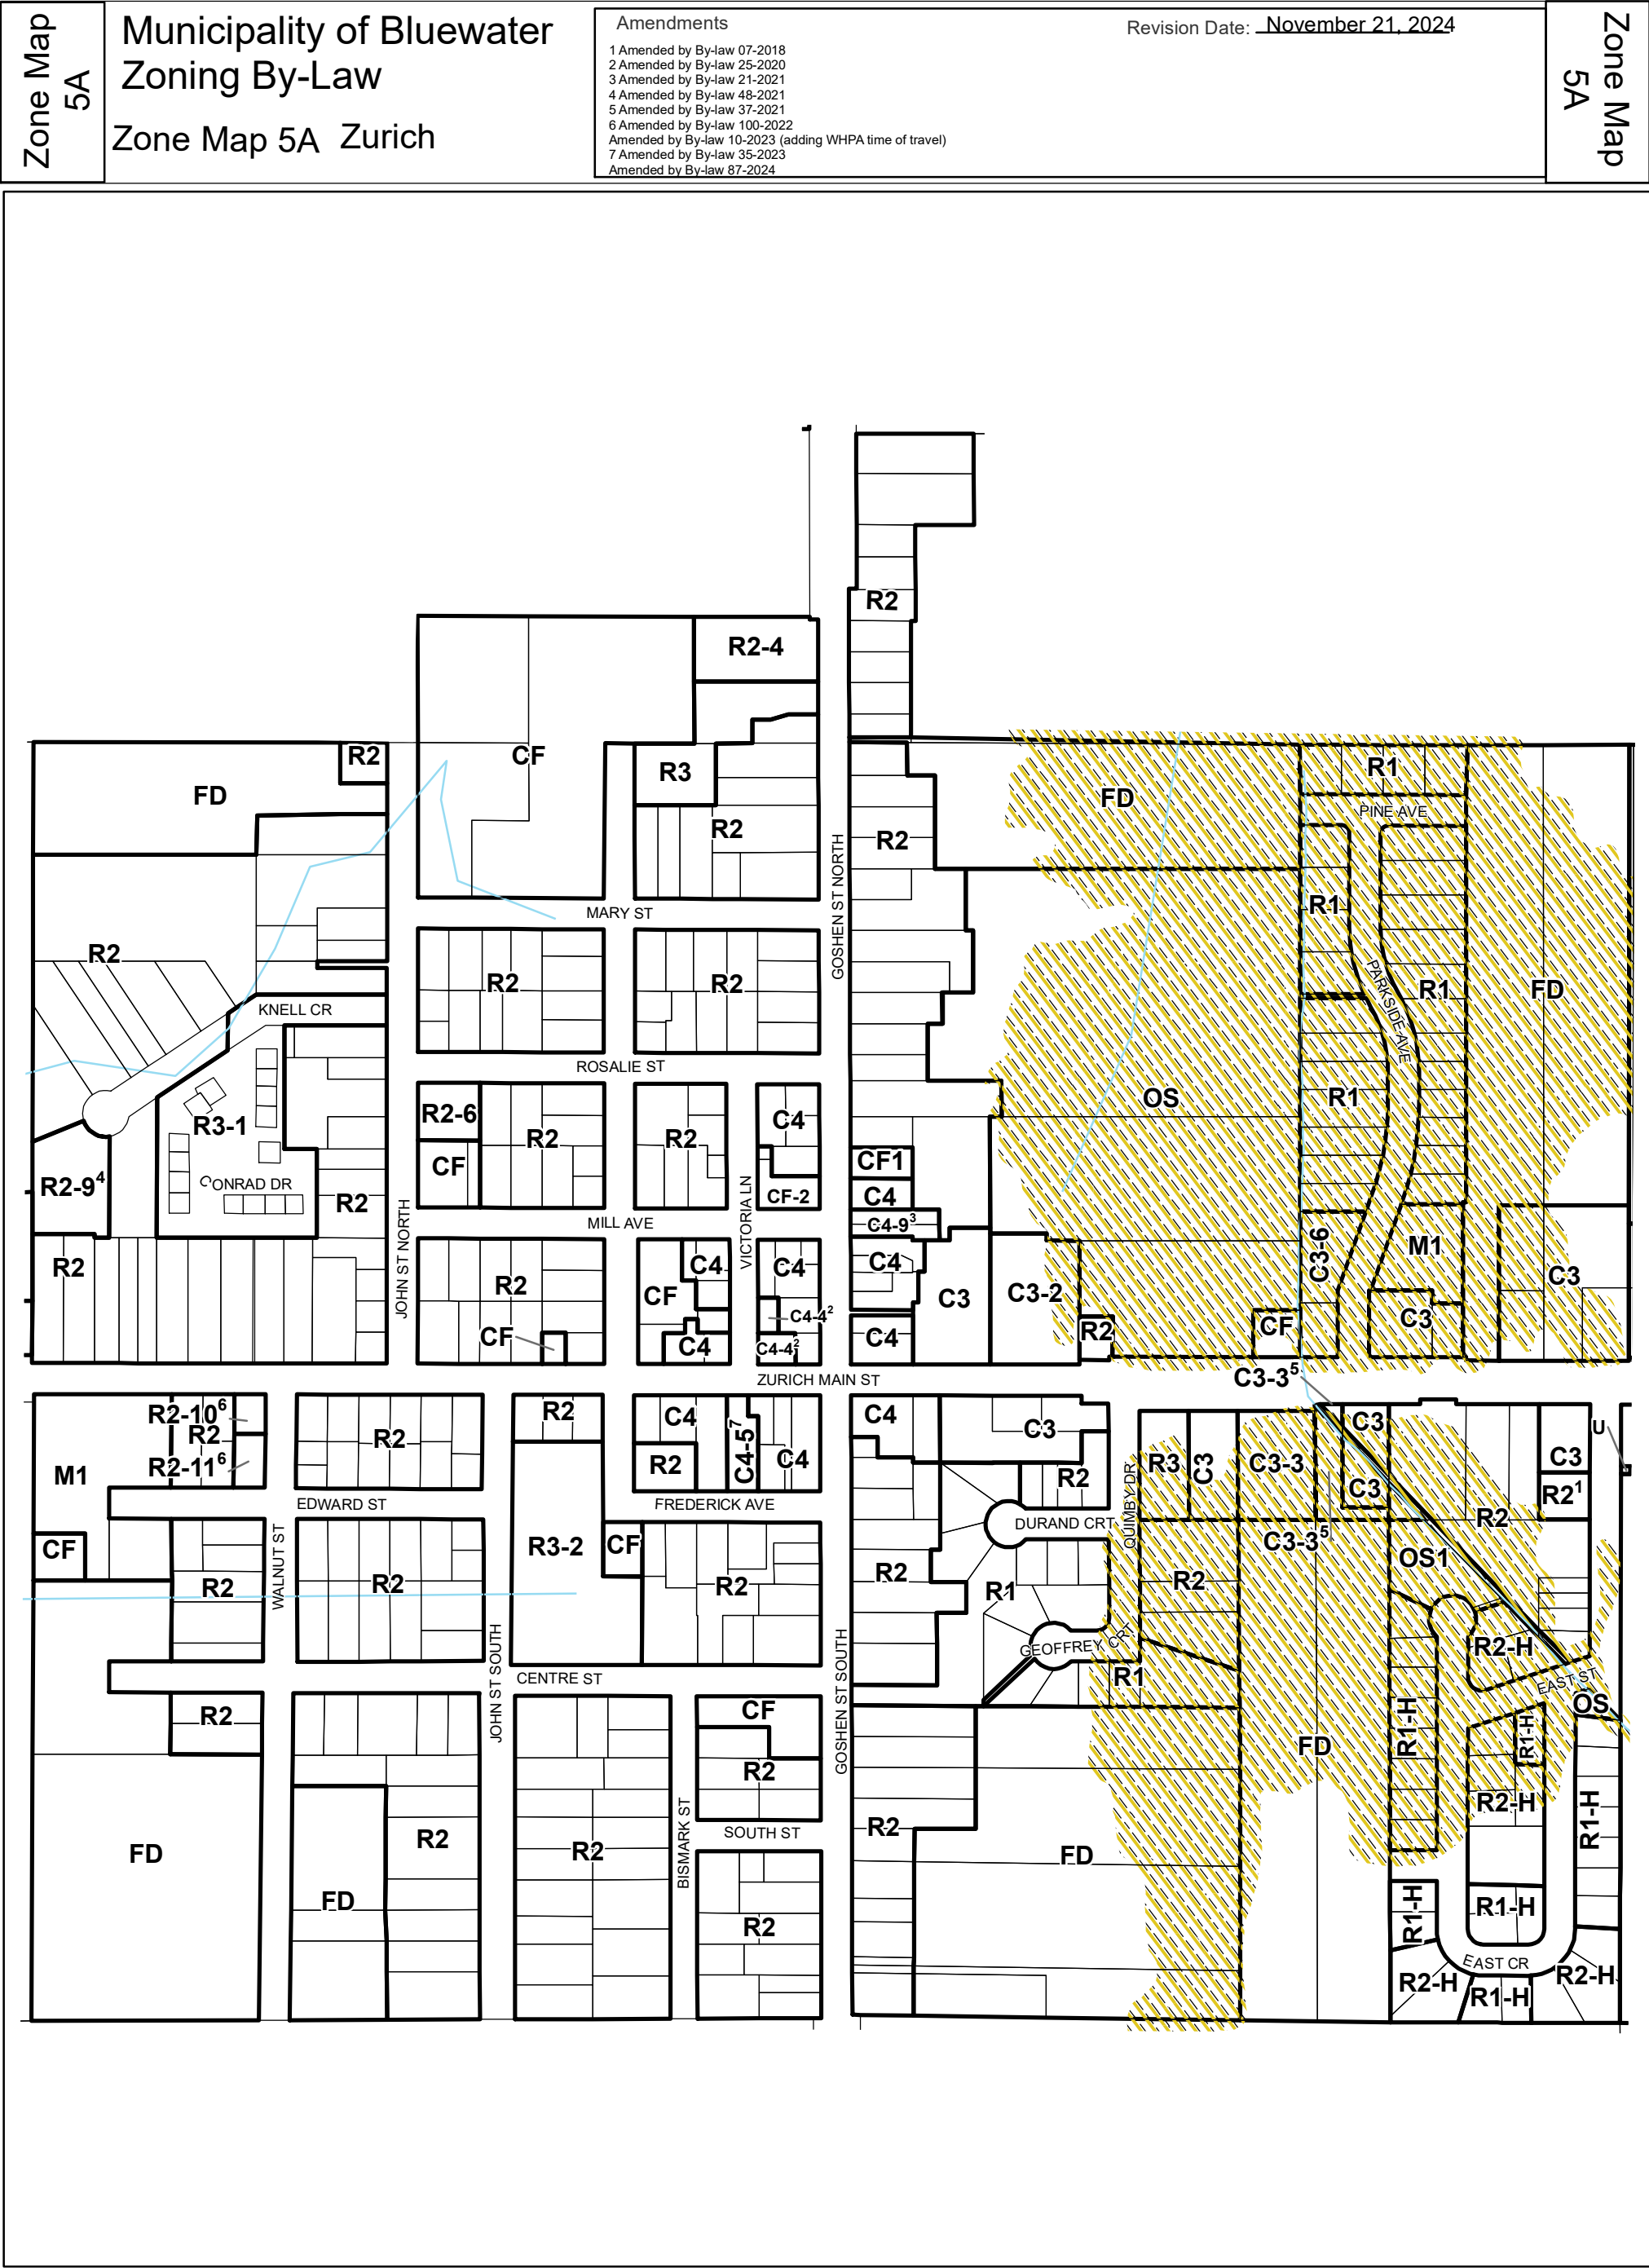 Zone Map
5A
Municipality of Bluewater
Zoning By-Law
Zone Map 5A Zurich
Amendments
1 Amended by By-law 07-2018
2 Amended by By-law 25-2020
3 Amended by By-law 21-2021
4 Amended by By-law 48-2021
5 Amended by By-law 37-2021
6 Amended by By-law 100-2022
Amended by By-law 10-2023 (adding WHPA time of travel)
7 Amended by By-law 35-2023
Amended by By-law 87-2024
Revision Date: November 21, 2024
Zone Map
5A
R2
R2-4
CF
R2
FD
R3
R2
R2
FD
R1
PINE AVE
R2
GOSHEN ST NORTH
R1
MARY ST
R2
R2
R2
PARKSIDE AVE
R1
FD
KNELL CR
ROSALIE ST
OS
R1
R3-1
R2-6
R2
R2
C4
CF
CF1
R2-9⁴
CONRAD DR
R2
CF-2
C4
C4-9³
JOHN ST NORTH
MILL AVE
VICTORIA LN
R2
R2
C4
CF
C4
C4
C3
C3-2
C3-6
M1
C3
C4-4²
CF
C4
C4-4²
C4
R2
CF
C3
ZURICH MAIN ST
C3-3⁵
R2-10⁶
R2
R2-11⁶
M1
R2
R2
C4
R2
C4-5⁷
C4
C4
C3
R2
QUIMBY DR
R3
C3
C3-3
C3
C3
C3
U
R2¹
R2
EDWARD ST
FREDERICK AVE
DURAND CRT
CF
WALNUT ST
R2
R2
R3-2
CF
R2
R2
R1
R2
C3-3⁵
OS1
R2-H
GEOFFREY CRT
R1
CENTRE ST
JOHN ST SOUTH
GOSHEN ST SOUTH
EAST ST
OS
R2
CF
R2
FD
R1-H
R1-H
R2-H
R1-H
SOUTH ST
BISMARK ST
FD
R2
FD
R2
R2
R2
FD
R1-H
R1-H
EAST CR
R2-H
R1-H
R2-H